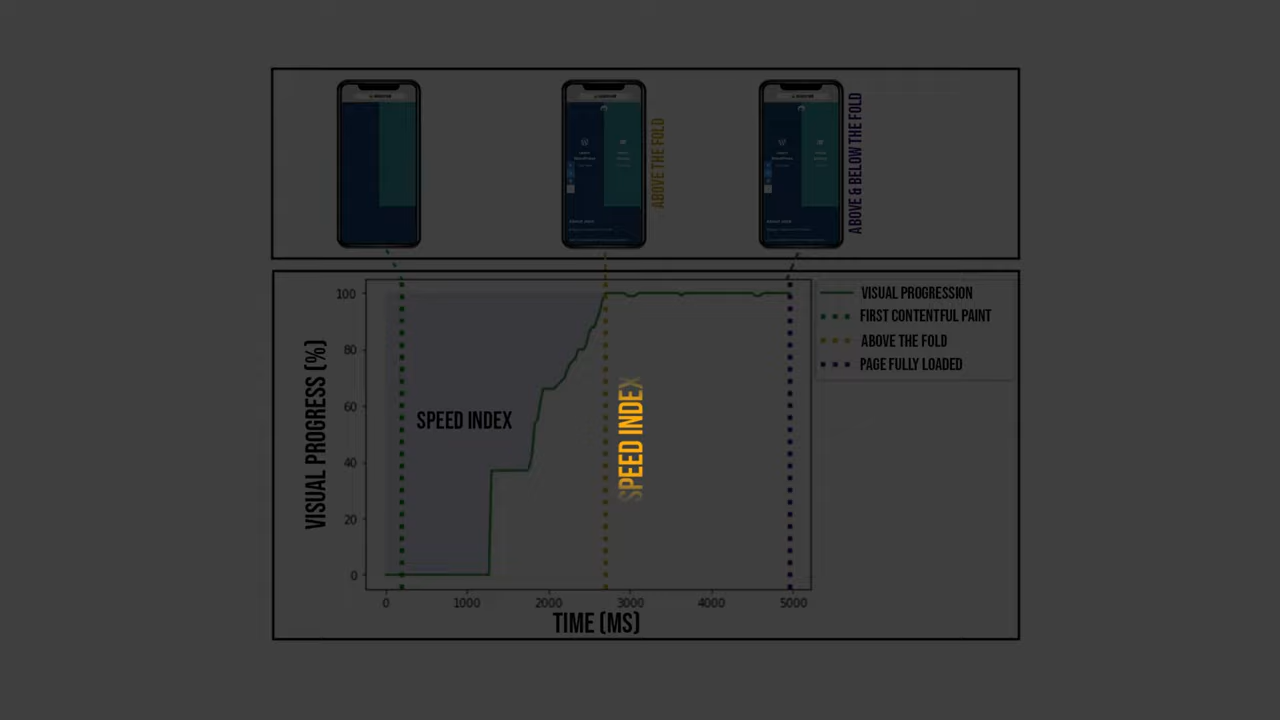 ABOVE THE FOLD
ABOVE & BELOW THE FOLD
VISUAL PROGRESSION
FIRST CONTENTFUL PAINT
ABOVE THE FOLD
PAGE FULLY LOADED
VISUAL PROGRESS (%)
100
80
60
40
20
0
SPEED INDEX
SPEED INDEX
0 1000 2000 3000 4000 5000
TIME (MS)